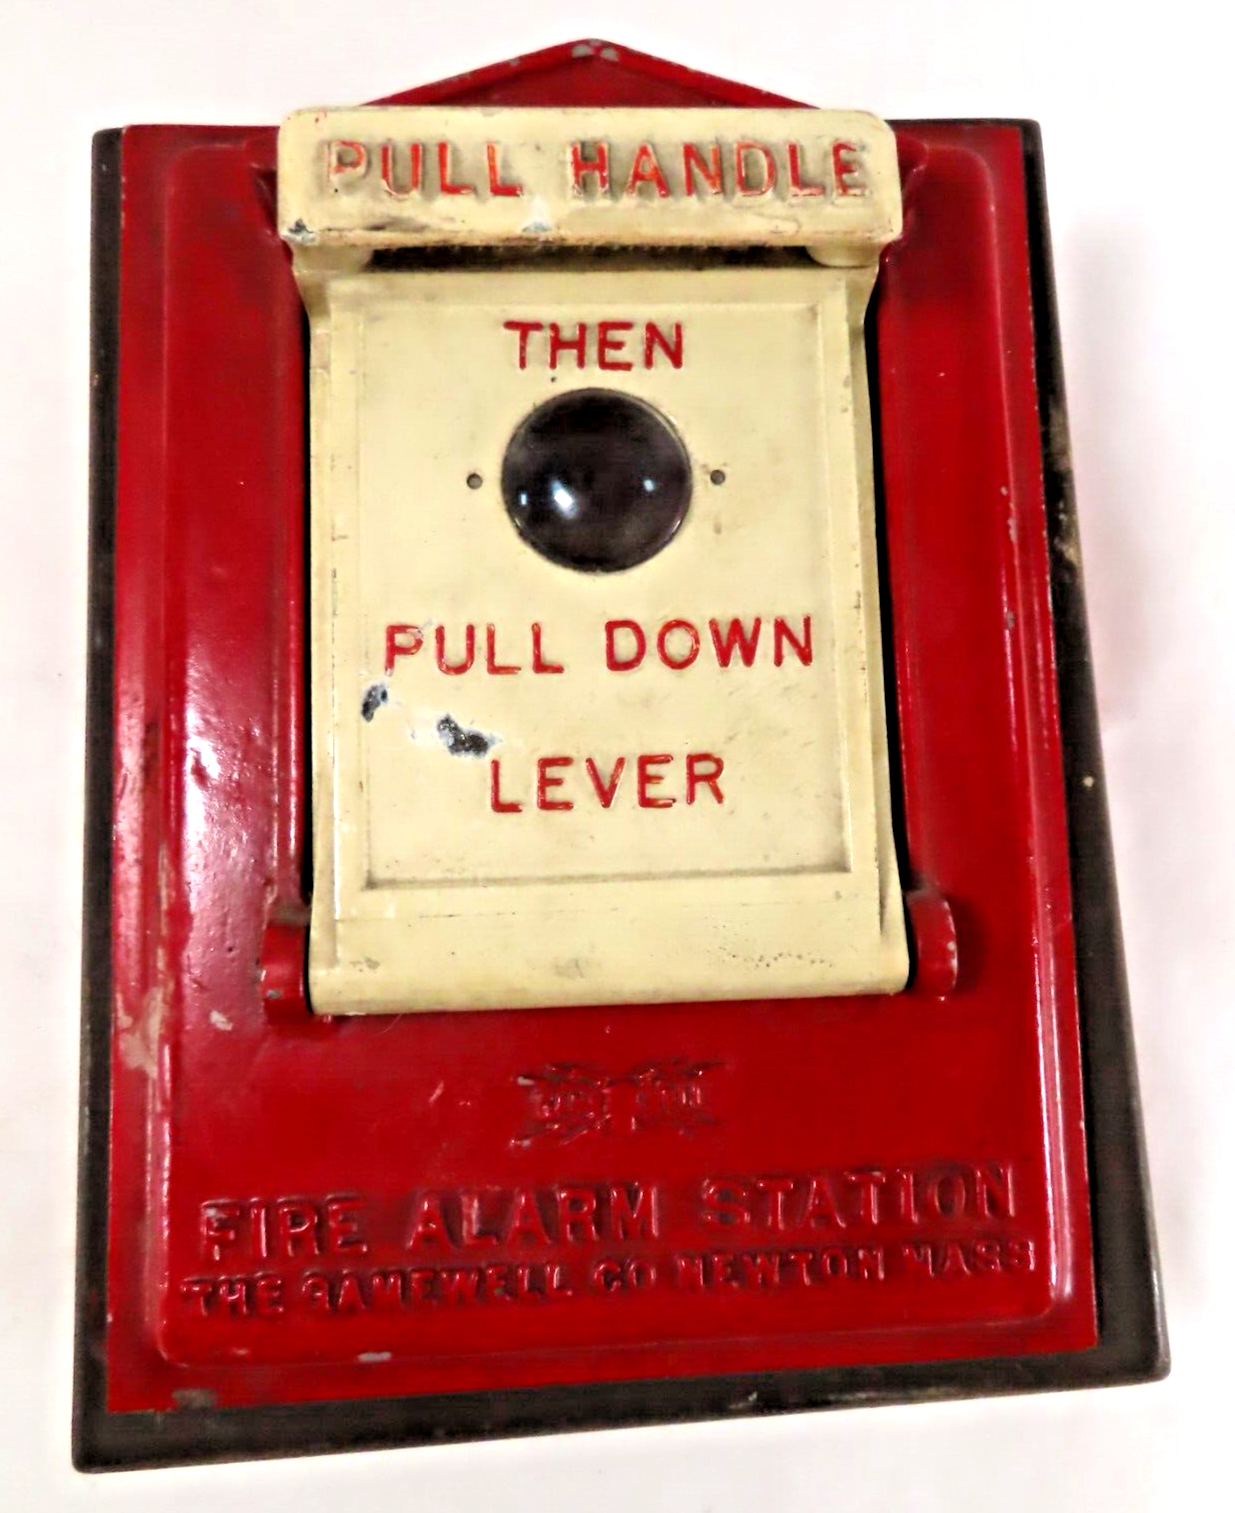 PULL HANDLE
THEN
PULL DOWN
LEVER
FIRE ALARM STATION
THE GAMEWELL CO NEWTON MASS